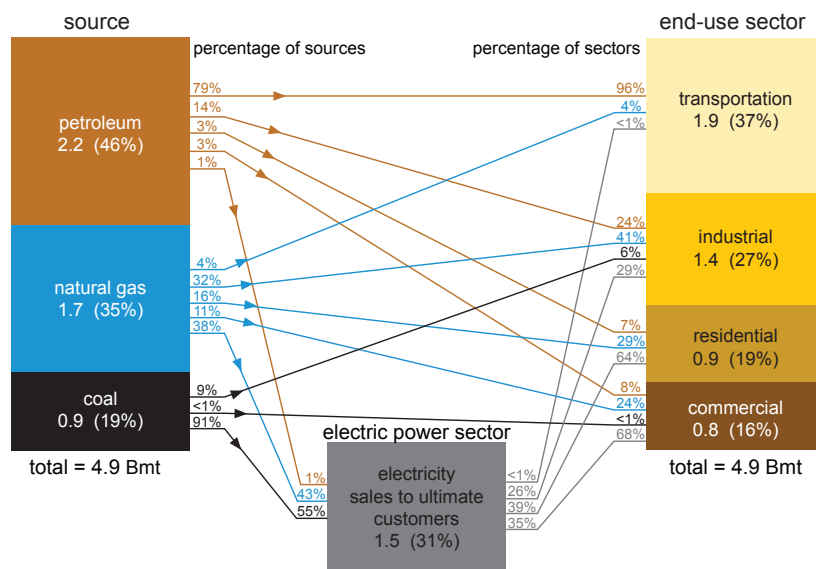 source
end-use sector
percentage of sources
percentage of sectors
petroleum
2.2 (46%)
79%
14%
3%
3%
1%
natural gas
1.7 (35%)
4%
32%
16%
11%
38%
coal
0.9 (19%)
9%
<1%
91%
total = 4.9 Bmt
electric power sector
1%
43%
55%
electricity
sales to ultimate
customers
1.5 (31%)
<1%
26%
39%
35%
96%
4%
<1%
transportation
1.9 (37%)
24%
41%
6%
29%
industrial
1.4 (27%)
7%
29%
64%
residential
0.9 (19%)
8%
24%
<1%
68%
commercial
0.8 (16%)
total = 4.9 Bmt